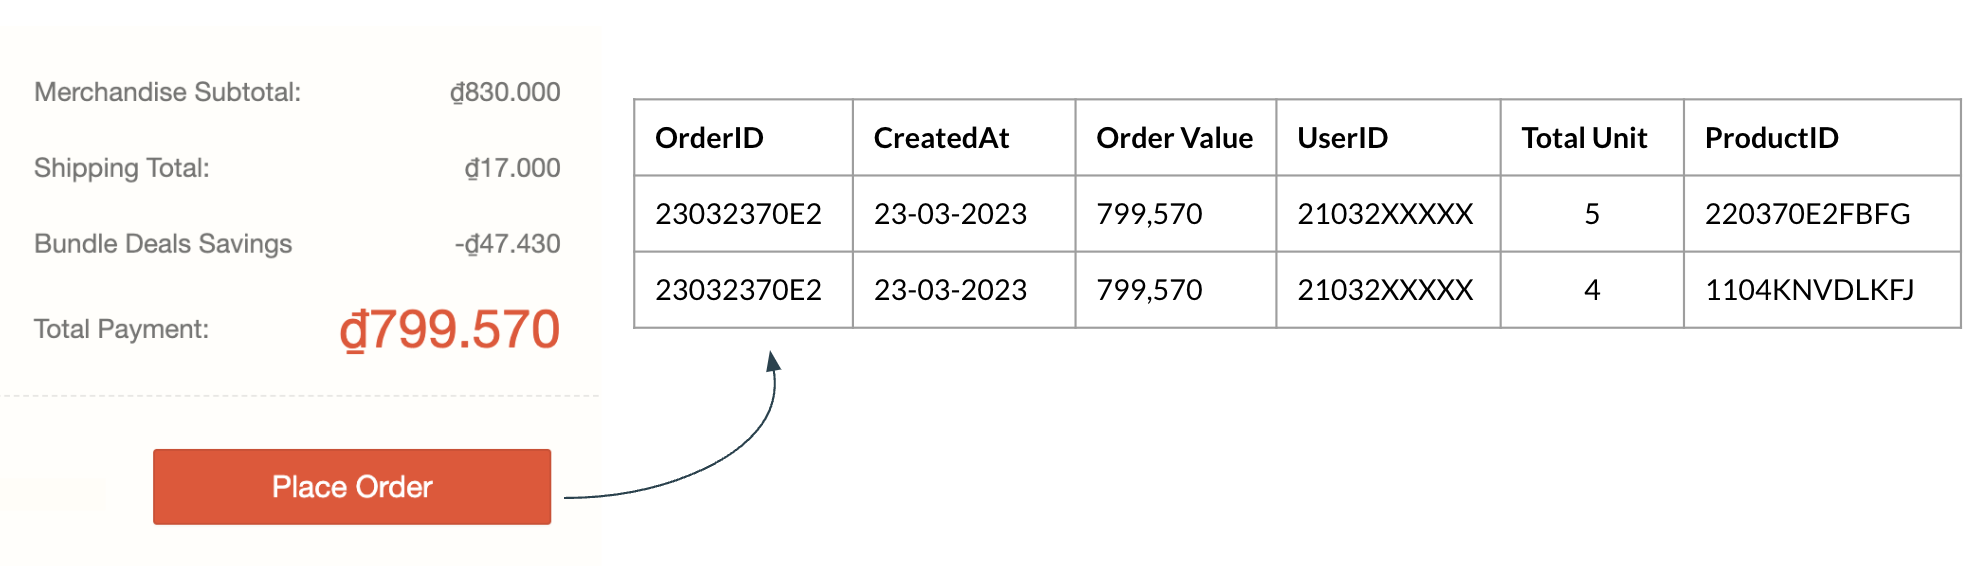 Merchandise Subtotal: ₫830.000
Shipping Total: ₫17.000
Bundle Deals Savings -₫47.430
Total Payment: ₫799.570
Place Order
OrderID CreatedAt Order Value UserID Total Unit ProductID
23032370E2 23-03-2023 799,570 21032XXXXX 5 220370E2FBFG
23032370E2 23-03-2023 799,570 21032XXXXX 4 1104KNVDLKFJ